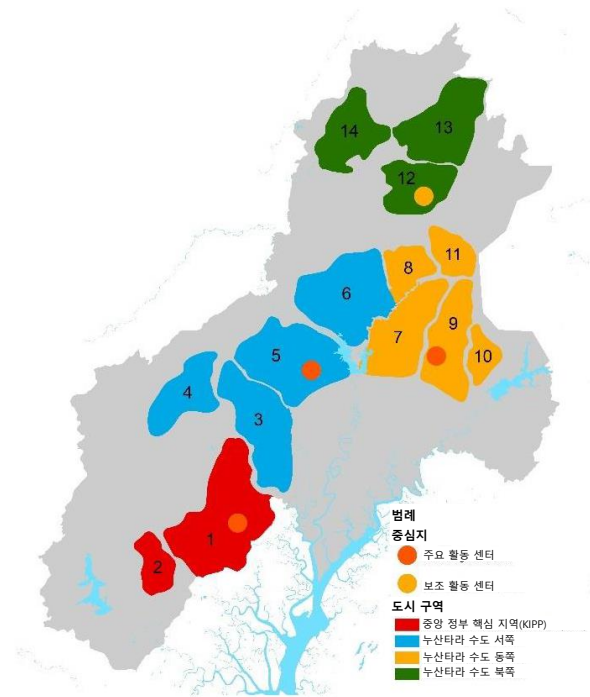 14
13
12
11
8
6
9
7
5
10
4
3
1
2
범례
중심지
주요 활동 센터
보조 활동 센터
도시 구역
중앙 정부 핵심 지역(KIPP)
누산타라 수도 서쪽
누산타라 수도 동쪽
누산타라 수도 북쪽